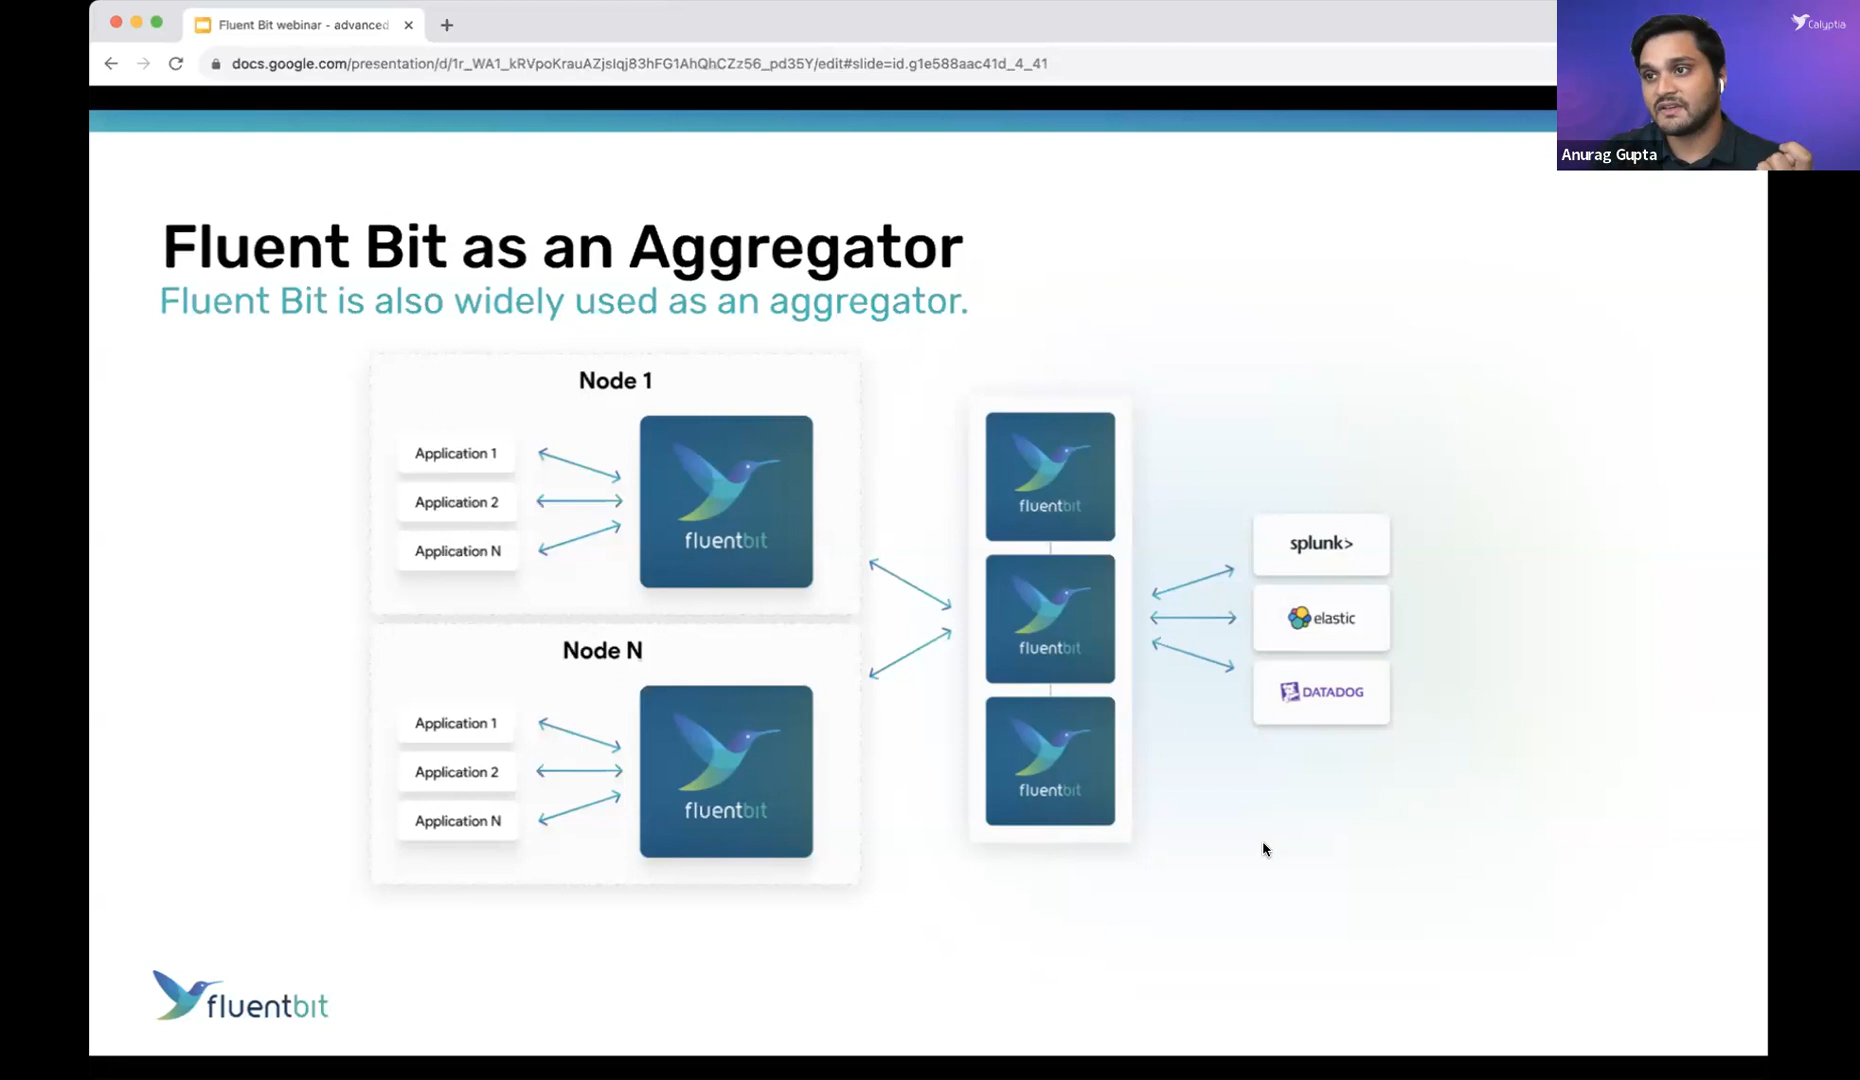 Fluent Bit webinar - advanced
docs.google.com/presentation/d/1r_WA1_kRVpoKrauAZjsIqj83hFG1AhQhCZz56_pd35Y/edit#slide=id.g1e588aac41d_4_41
Calyptia
Anurag Gupta
Fluent Bit as an Aggregator
Fluent Bit is also widely used as an aggregator.
Node 1
Application 1
Application 2
Application N
fluentbit
Node N
Application 1
Application 2
Application N
fluentbit
fluentbit
fluentbit
fluentbit
splunk>
elastic
DATADOG
fluentbit